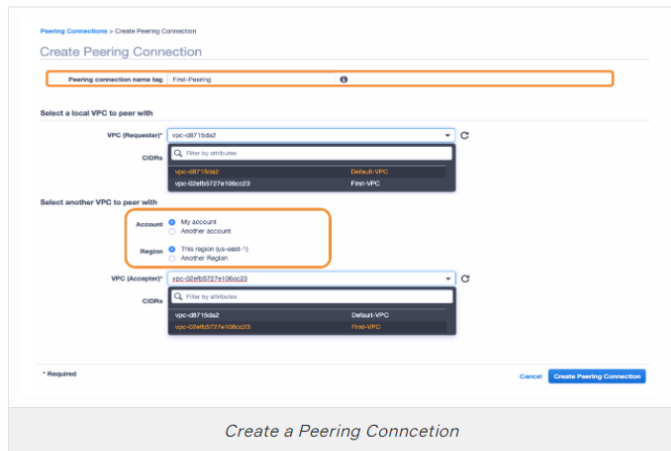 Peering Connections > Create Peering Connection
Create Peering Connection
Peering connection name tag First-Peering
Select a local VPC to peer with
VPC (Requester)* vpc-d8715da2
CIDRs
Filter by attributes
vpc-d8715da2 Default-VPC
vpc-02efb5727e106cc23 First-VPC
Select another VPC to peer with
Account My account
Another account
Region This region (us-east-1)
Another Region
VPC (Accepter)* vpc-02efb5727e106cc23
CIDRs
Filter by attributes
vpc-d8715da2 Default-VPC
vpc-02efb5727e106cc23 First-VPC
* Required Cancel Create Peering Connection
Create a Peering Conncetion